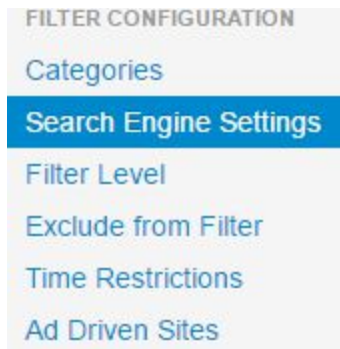 FILTER CONFIGURATION
Categories
Search Engine Settings
Filter Level
Exclude from Filter
Time Restrictions
Ad Driven Sites